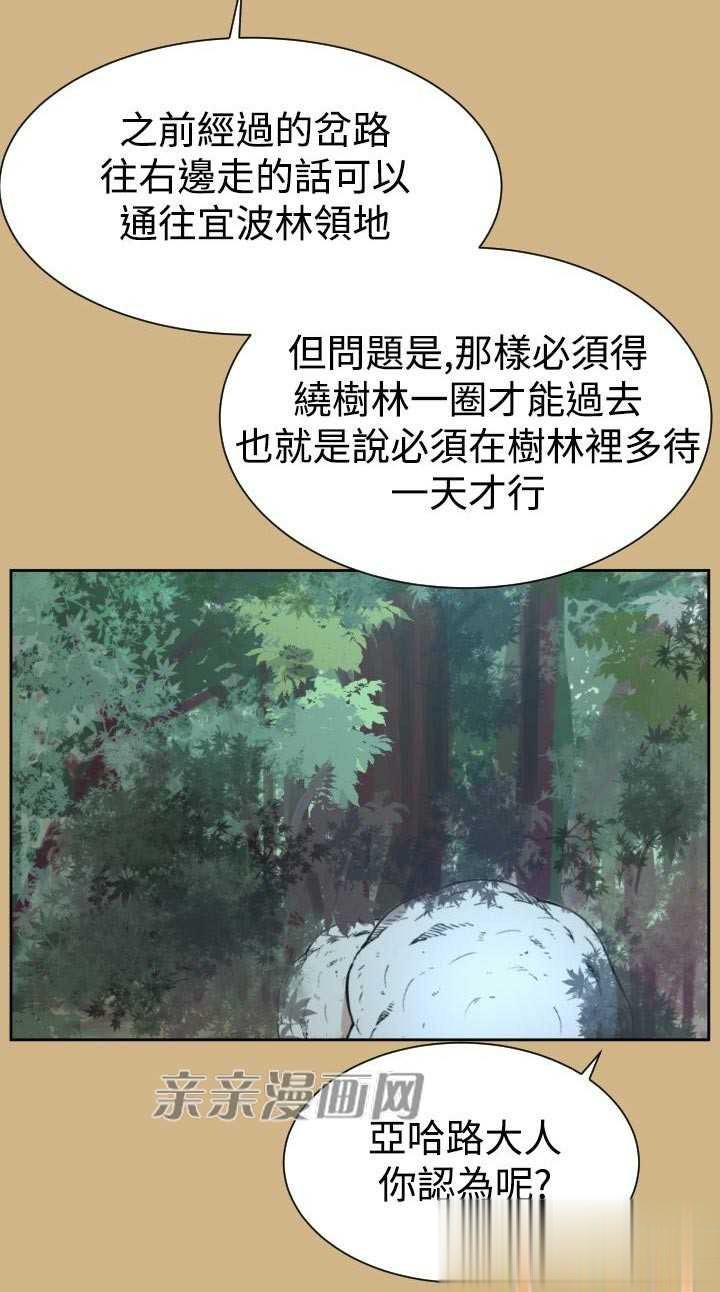 之前經過的岔路
往右邊走的話可以
通往宜波林領地
但問題是,那樣必須得
繞樹林一圈才能過去
也就是說必須在樹林裡多待
一天才行
亲亲漫画网
亞哈路大人
你認為呢?